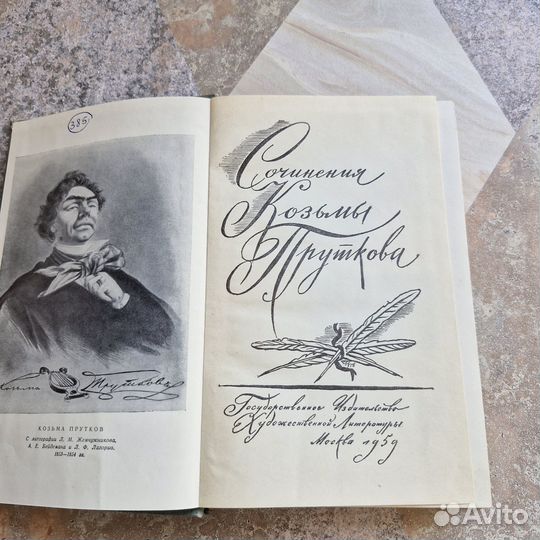 385
Козьма Прутков
КОЗЬМА ПРУТКОВ
С литографии Л. М. Жемчужникова,
А. Е. Бейдемана и Л. Ф. Лагорио.
1853—1854 гг.
Сочинения
Козьмы
Пруткова
Государственное Издательство
Художественной Литературы
Москва 1959
Avito